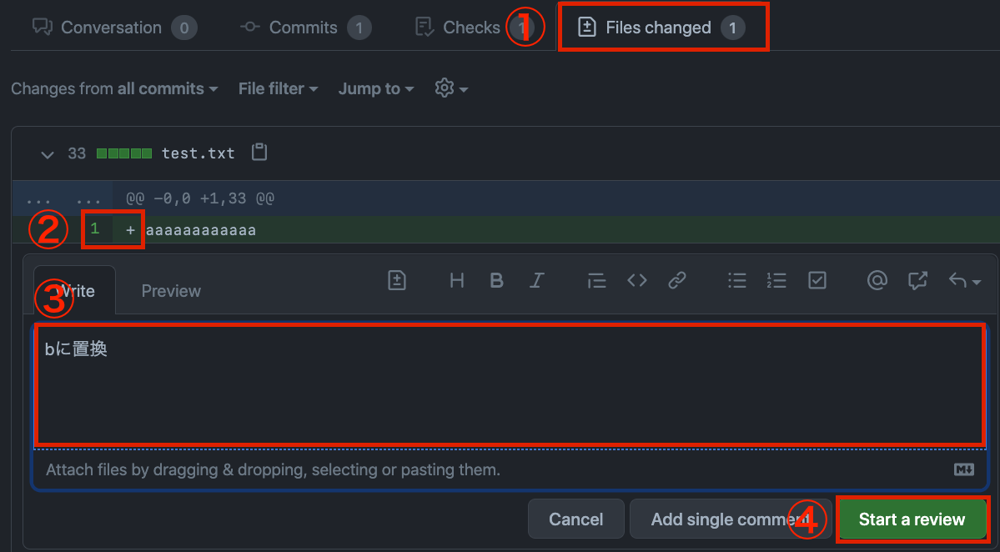 Conversation 0 Commits 1 Checks 1 ① Files changed 1
Changes from all commits File filter Jump to
33 test.txt
... ... @@ -0,0 +1,33 @@
② 1 + aaaaaaaaaaaa
③ Write Preview
bに置換
Attach files by dragging & dropping, selecting or pasting them.
Cancel Add single comment ④ Start a review